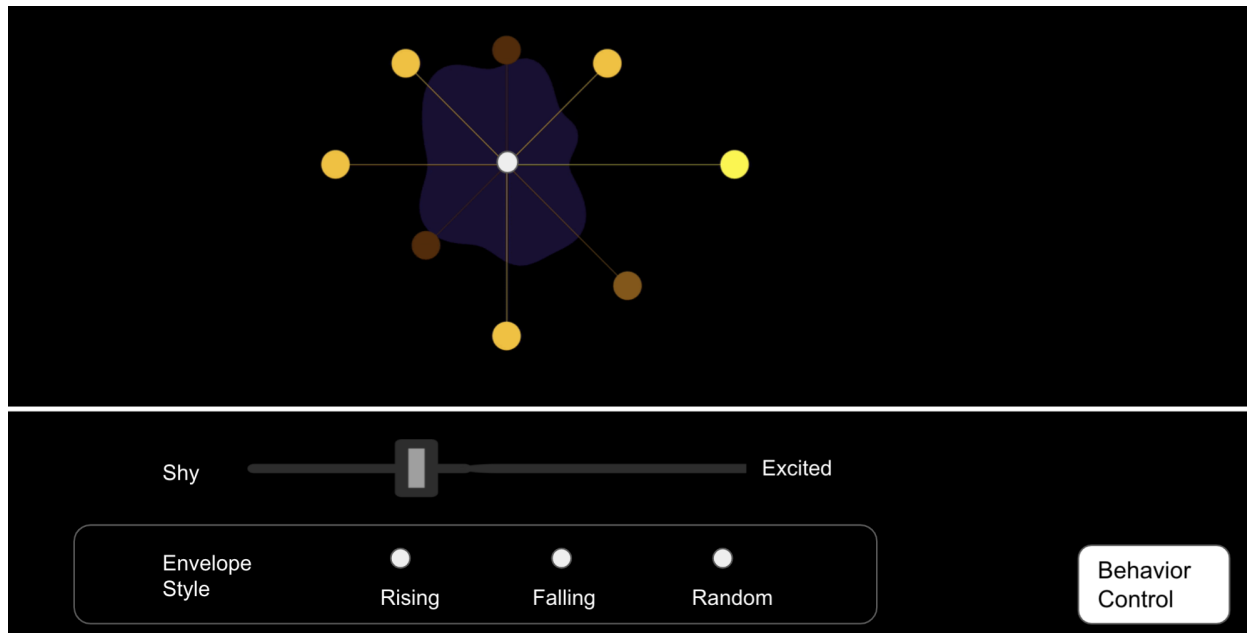 Shy
Excited
Envelope
Style
Rising
Falling
Random
Behavior
Control